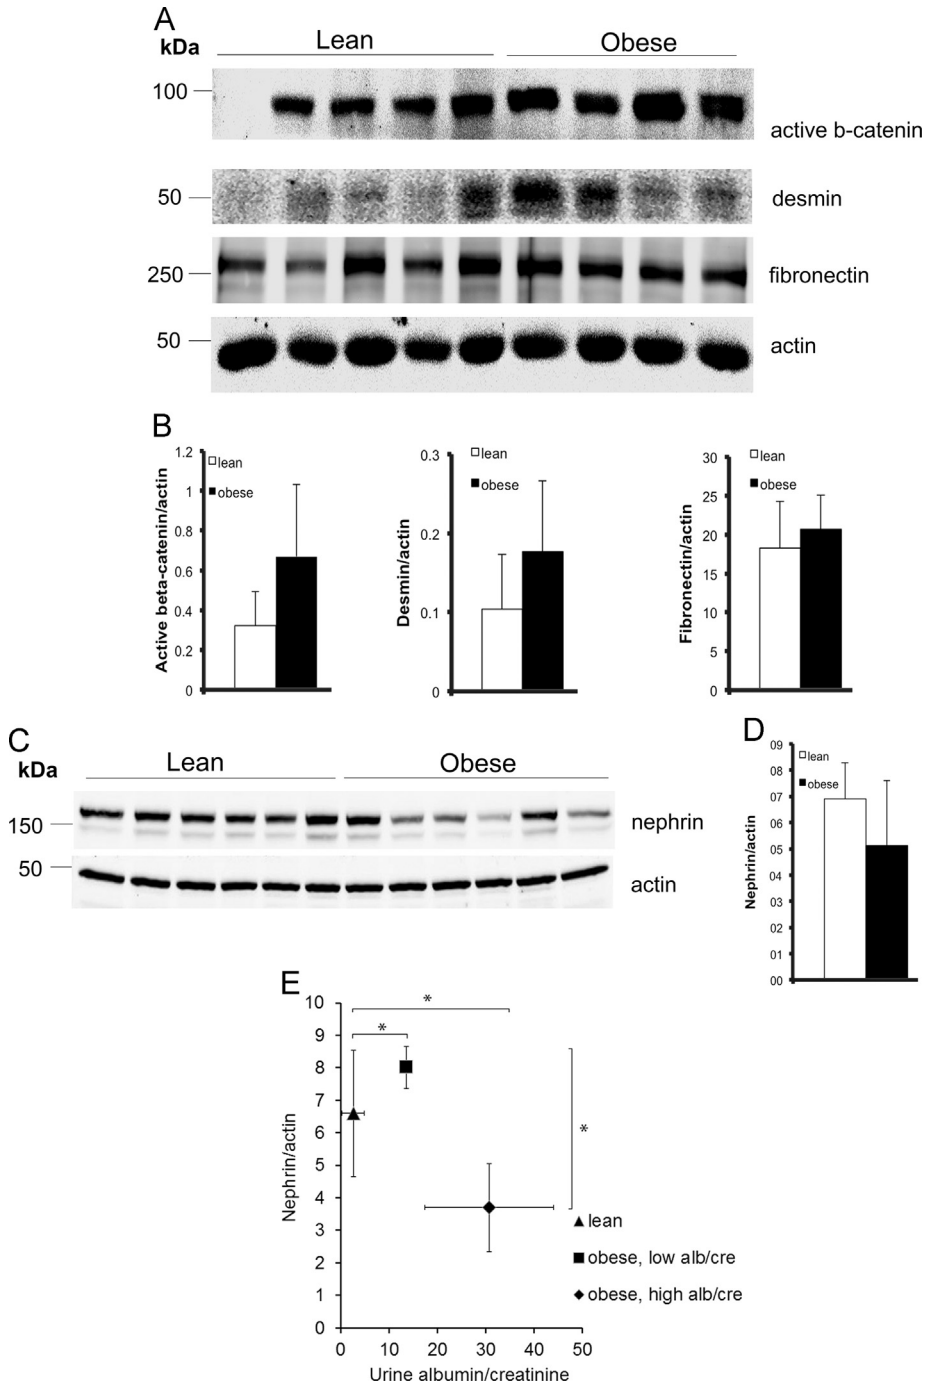 A
kDa
Lean
Obese
100
active b-catenin
50
desmin
250
fibronectin
50
actin
B
Active beta-catenin/actin
1.2
1
0.8
0.6
0.4
0.2
0
lean
obese
Desmin/actin
0.3
0.2
0.1
0
lean
obese
Fibronectin/actin
30
25
20
15
10
5
0
lean
obese
C
kDa
Lean
Obese
150
nephrin
50
actin
D
Nephrin/actin
09
08
07
06
05
04
03
02
01
00
lean
obese
E
Nephrin/actin
10
9
8
7
6
5
4
3
2
1
0
*
*
*
lean
obese, low alb/cre
obese, high alb/cre
0 10 20 30 40 50
Urine albumin/creatinine